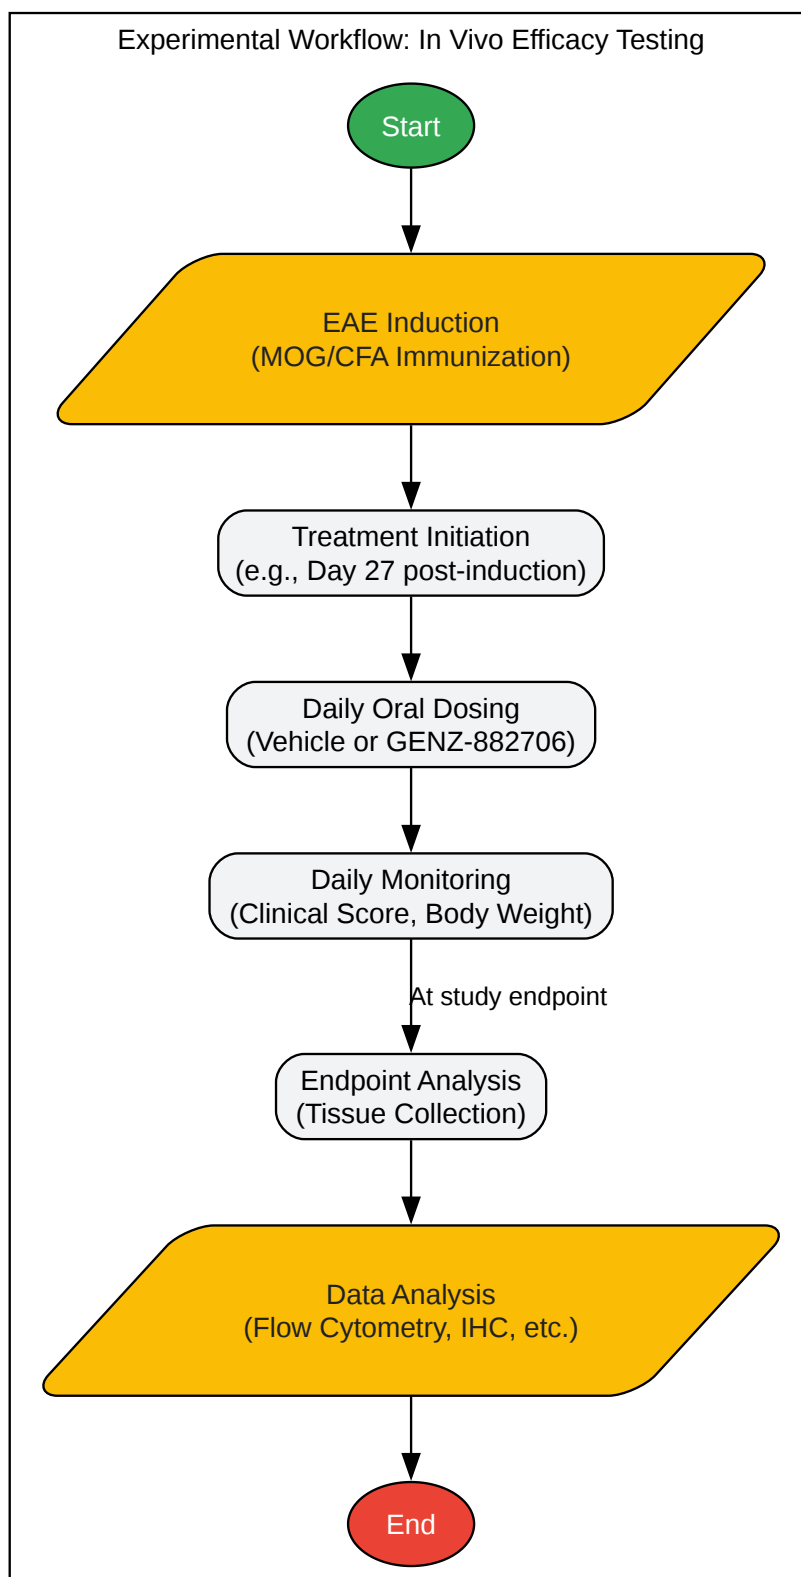 Experimental Workflow: In Vivo Efficacy Testing
Start
EAE Induction
(MOG/CFA Immunization)
Treatment Initiation
(e.g., Day 27 post-induction)
Daily Oral Dosing
(Vehicle or GENZ-882706)
Daily Monitoring
(Clinical Score, Body Weight)
At study endpoint
Endpoint Analysis
(Tissue Collection)
Data Analysis
(Flow Cytometry, IHC, etc.)
End